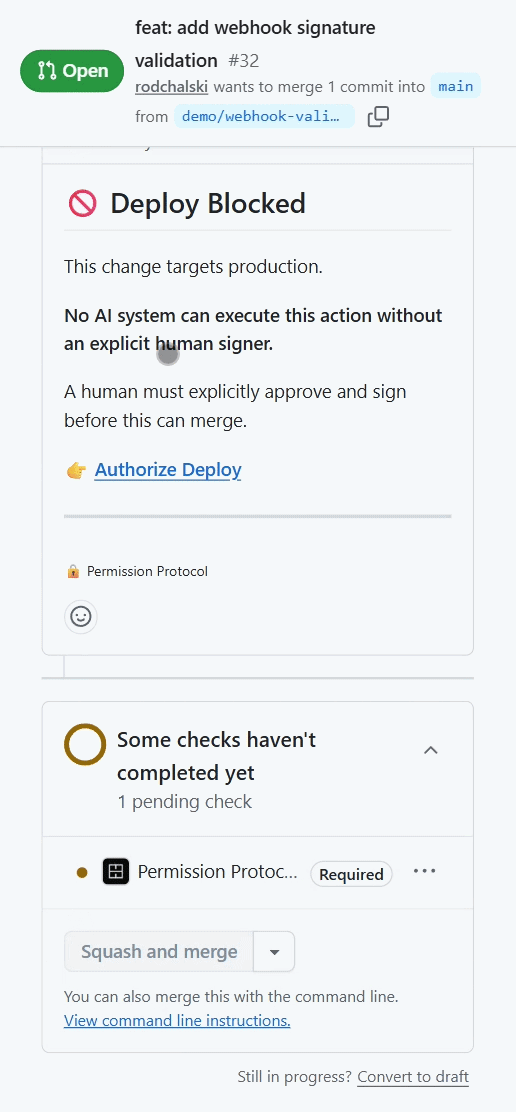 feat: add webhook signature
validation #32
Open
rodchalski wants to merge 1 commit into main
from demo/webhook-vali...
Deploy Blocked
This change targets production.
No AI system can execute this action without
an explicit human signer.
A human must explicitly approve and sign
before this can merge.
👉 Authorize Deploy
🔒 Permission Protocol
Some checks haven't
completed yet
1 pending check
Permission Protoc... Required
Squash and merge
You can also merge this with the command line.
View command line instructions.
Still in progress? Convert to draft